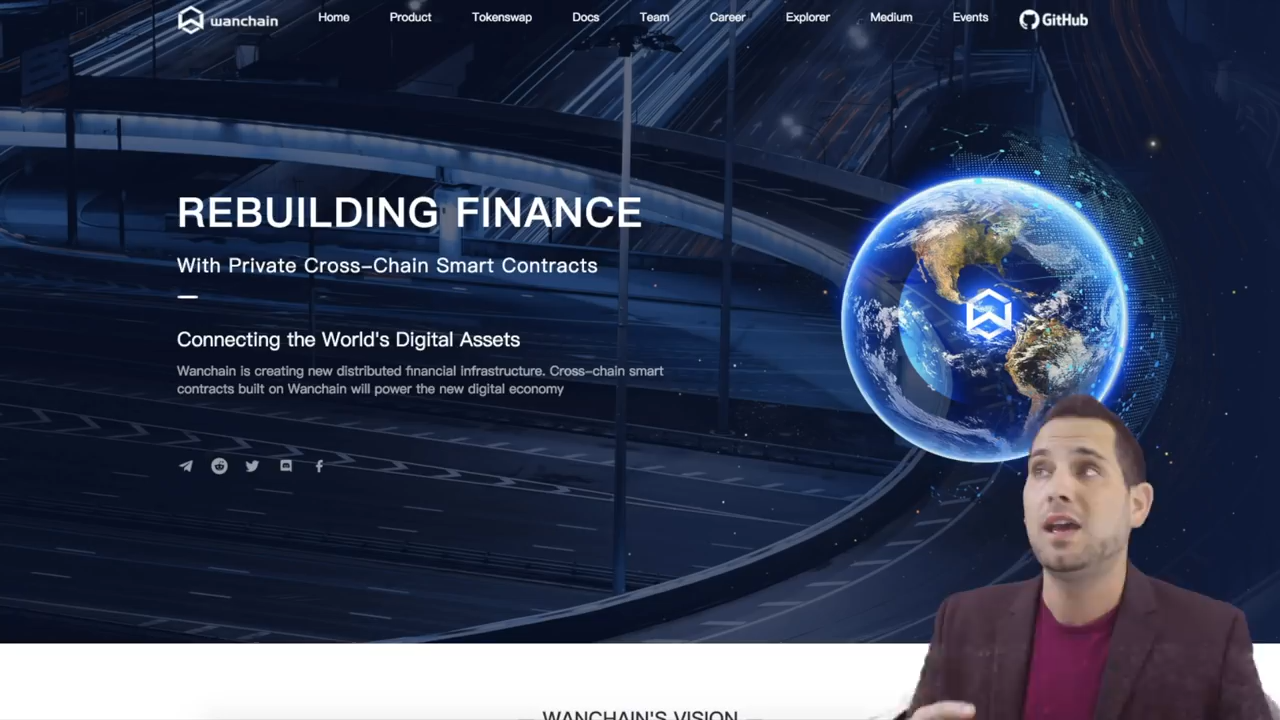 wanchain
Home
Product
Tokenswap
Docs
Team
Career
Explorer
Medium
Events
GitHub
REBUILDING FINANCE
With Private Cross-Chain Smart Contracts
Connecting the World's Digital Assets
Wanchain is creating new distributed financial infrastructure. Cross-chain smart
contracts built on Wanchain will power the new digital economy
WANCHAIN'S VISION